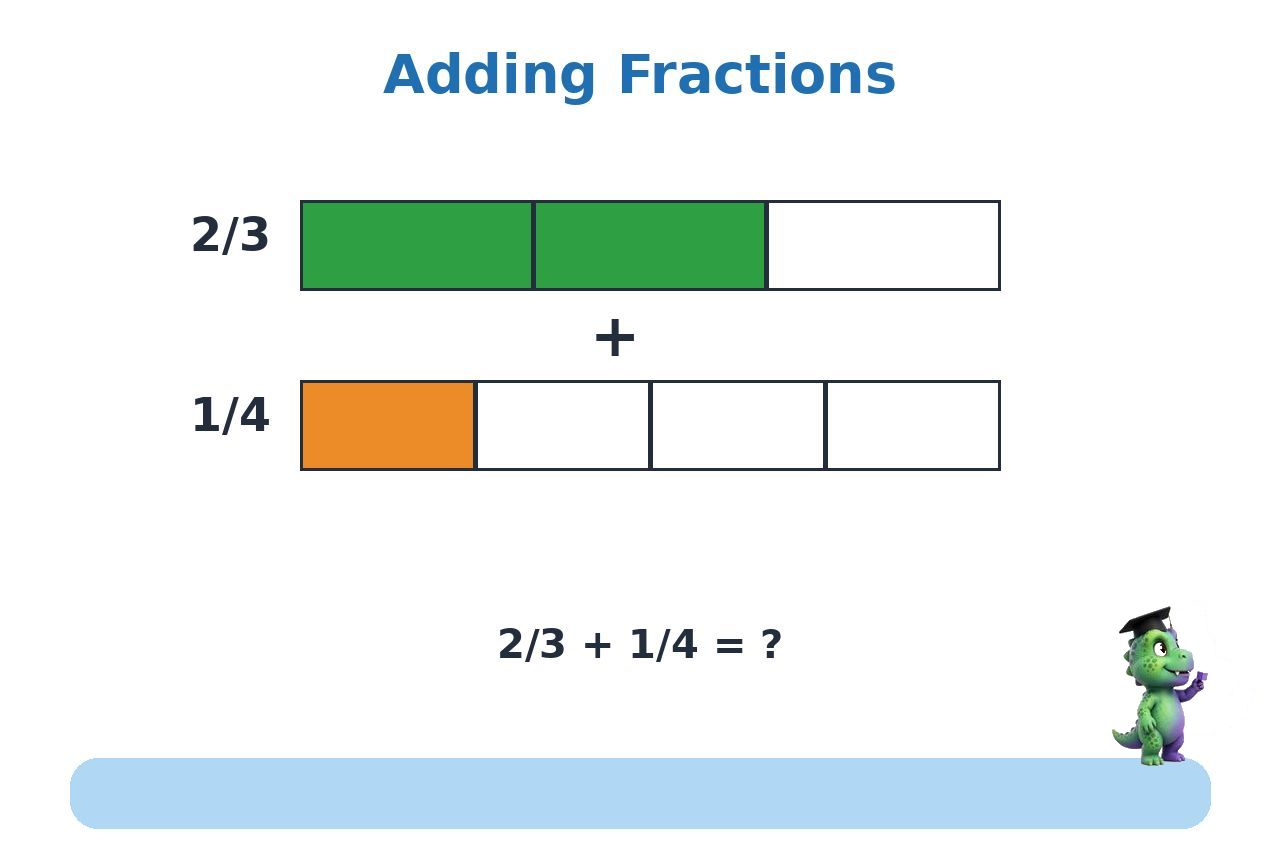 Adding Fractions
2/3
+
1/4
2/3 + 1/4 = ?